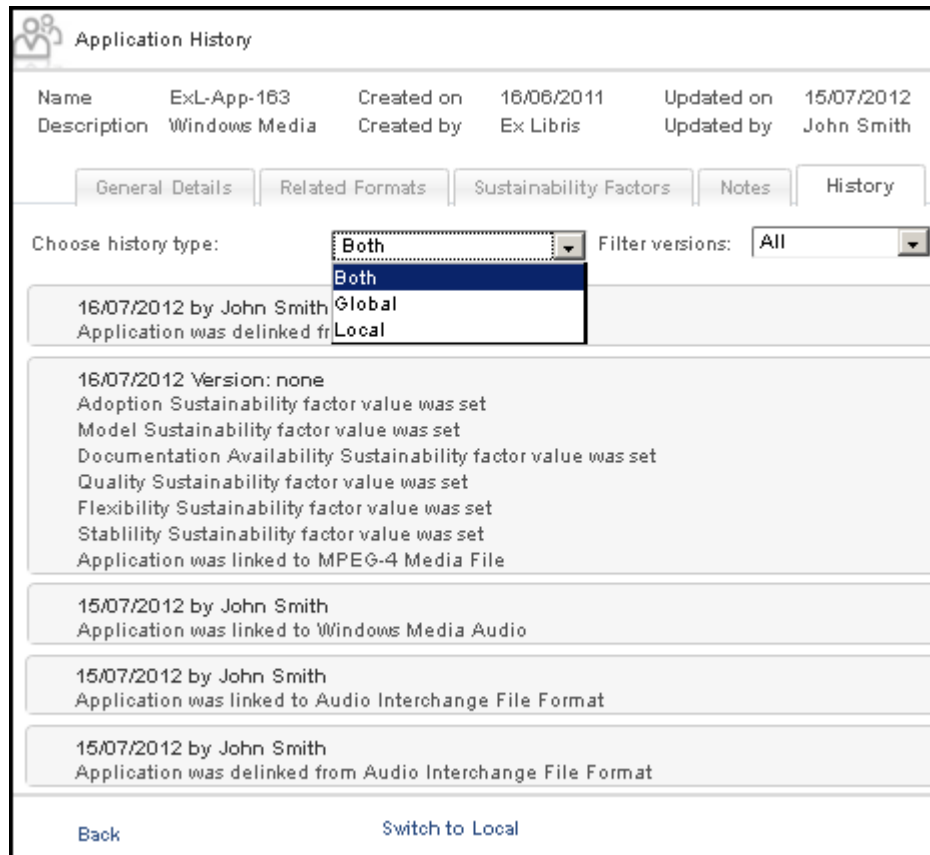 Application History
Name ExL-App-163 Created on 16/06/2011 Updated on 15/07/2012
Description Windows Media Created by Ex Libris Updated by John Smith
General Details Related Formats Sustainability Factors Notes History
Choose history type: Both Filter versions: All
Both
Global
Local
16/07/2012 by John Smith
Application was delinked fr
16/07/2012 Version: none
Adoption Sustainability factor value was set
Model Sustainability factor value was set
Documentation Availability Sustainability factor value was set
Quality Sustainability factor value was set
Flexibility Sustainability factor value was set
Stablility Sustainability factor value was set
Application was linked to MPEG-4 Media File
15/07/2012 by John Smith
Application was linked to Windows Media Audio
15/07/2012 by John Smith
Application was linked to Audio Interchange File Format
15/07/2012 by John Smith
Application was delinked from Audio Interchange File Format
Back Switch to Local